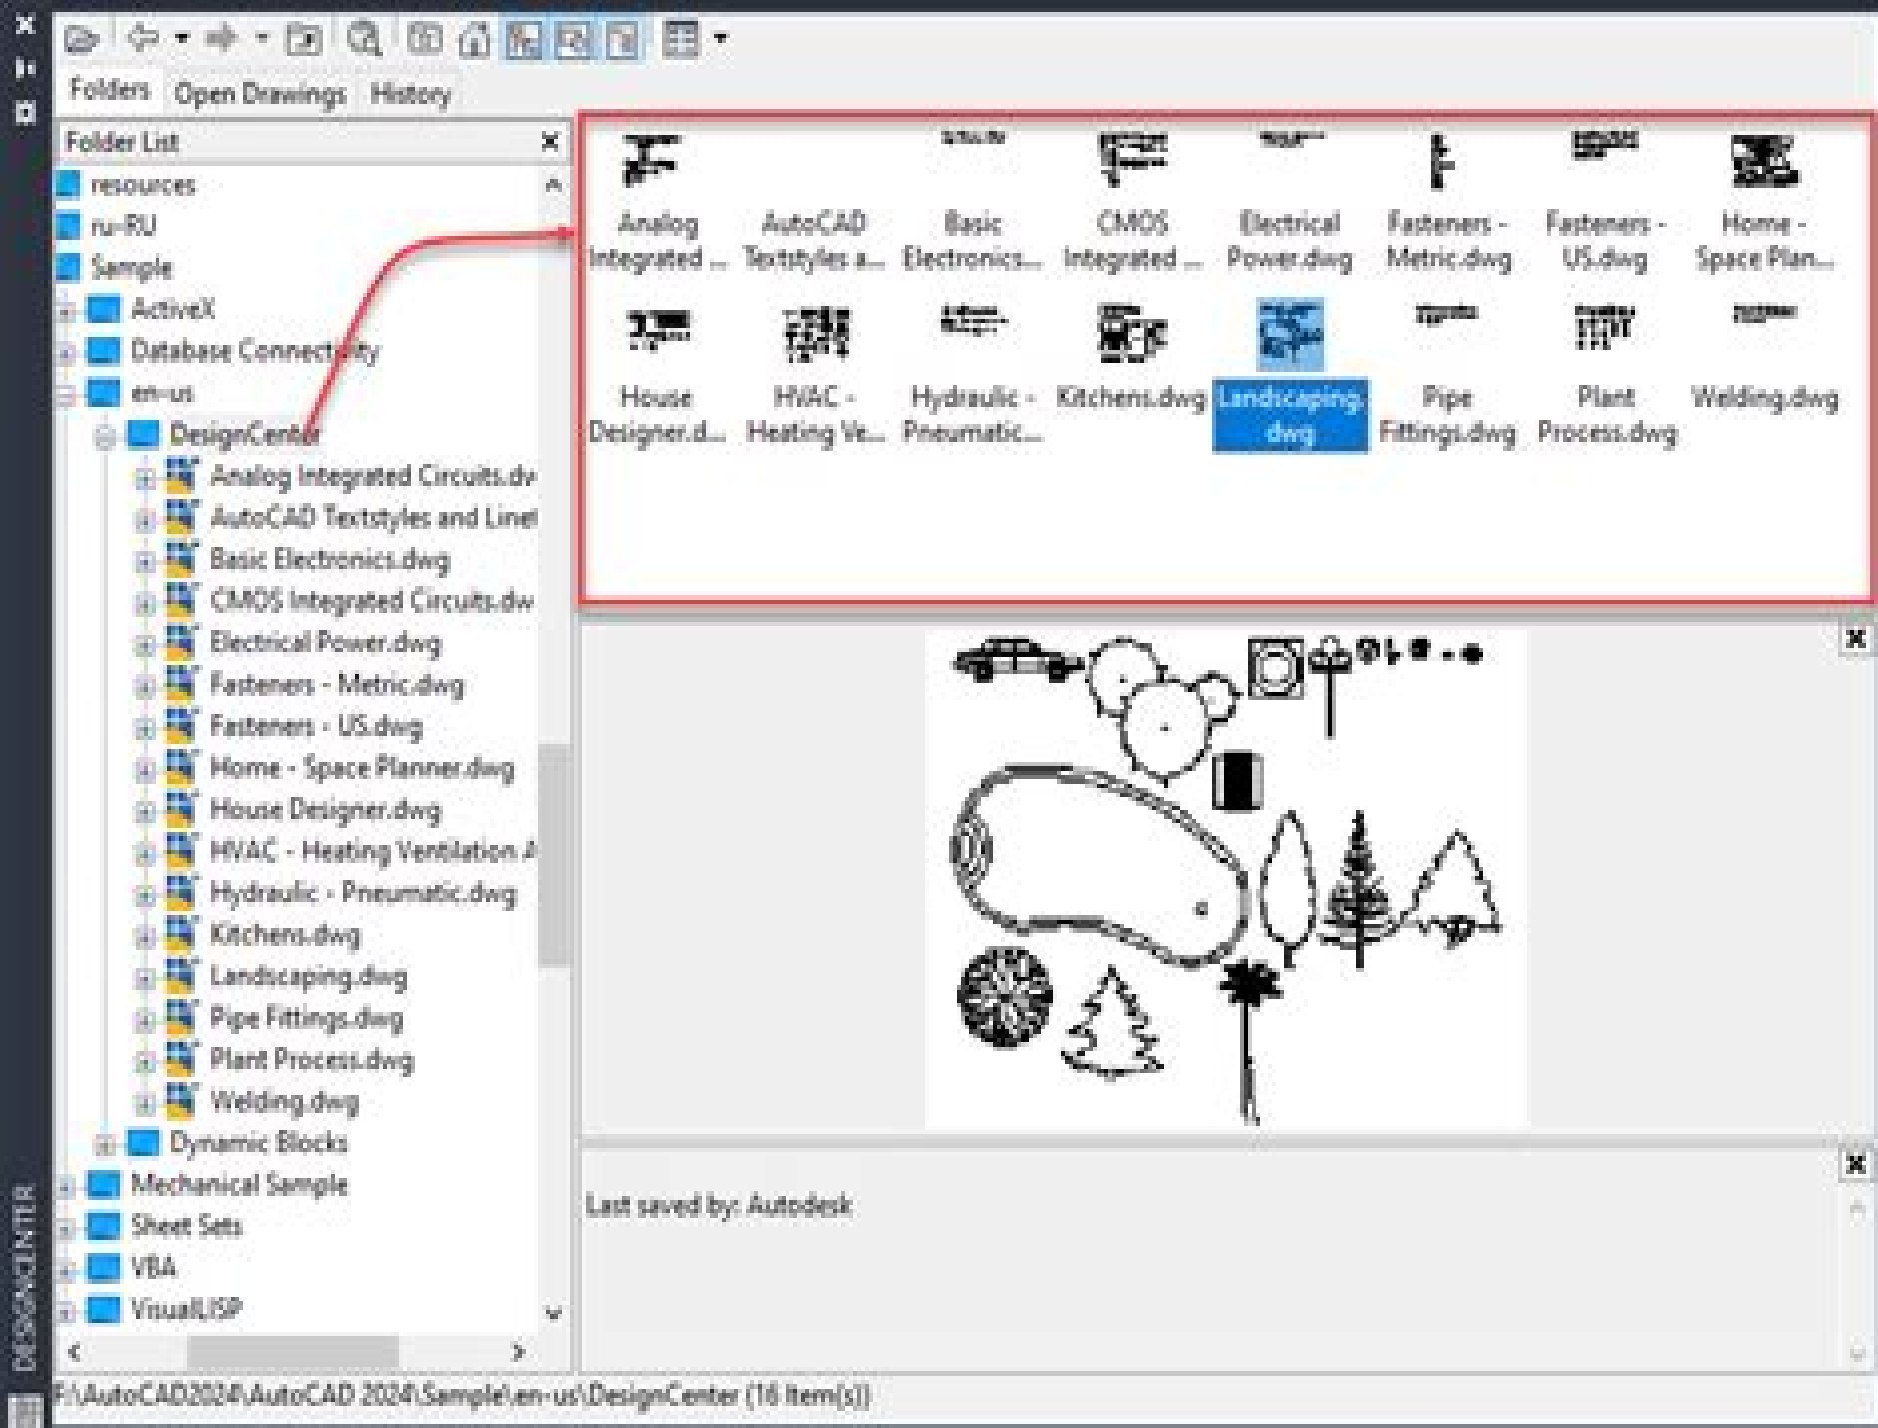 Folders Open Drawings History
Folder List
resources
ru-RU
Sample
ActiveX
Database Connectivity
en-us
DesignCenter
Analog Integrated Circuits.dw
AutoCAD Textstyles and Linet
Basic Electronics.dwg
CMOS Integrated Circuits.dw
Electrical Power.dwg
Fasteners - Metric.dwg
Fasteners - US.dwg
Home - Space Planner.dwg
House Designer.dwg
HVAC - Heating Ventilation A
Hydraulic - Pneumatic.dwg
Kitchens.dwg
Landscaping.dwg
Pipe Fittings.dwg
Plant Process.dwg
Welding.dwg
Dynamic Blocks
Mechanical Sample
Sheet Sets
VBA
VisualLISP
Analog
Integrated ...
AutoCAD
Textstyles a...
Basic
Electronics...
CMOS
Integrated ...
Electrical
Power.dwg
Fasteners -
Metric.dwg
Fasteners -
US.dwg
Home -
Space Plan...
House
Designer.d...
HVAC -
Heating Ve...
Hydraulic -
Pneumatic...
Kitchens.dwg
Landscaping.
dwg
Pipe
Fittings.dwg
Plant
Process.dwg
Welding.dwg
Last saved by: Autodesk
DESIGNCENTER
F:\AutoCAD2024\AutoCAD 2024\Sample\en-us\DesignCenter (16 Item(s))